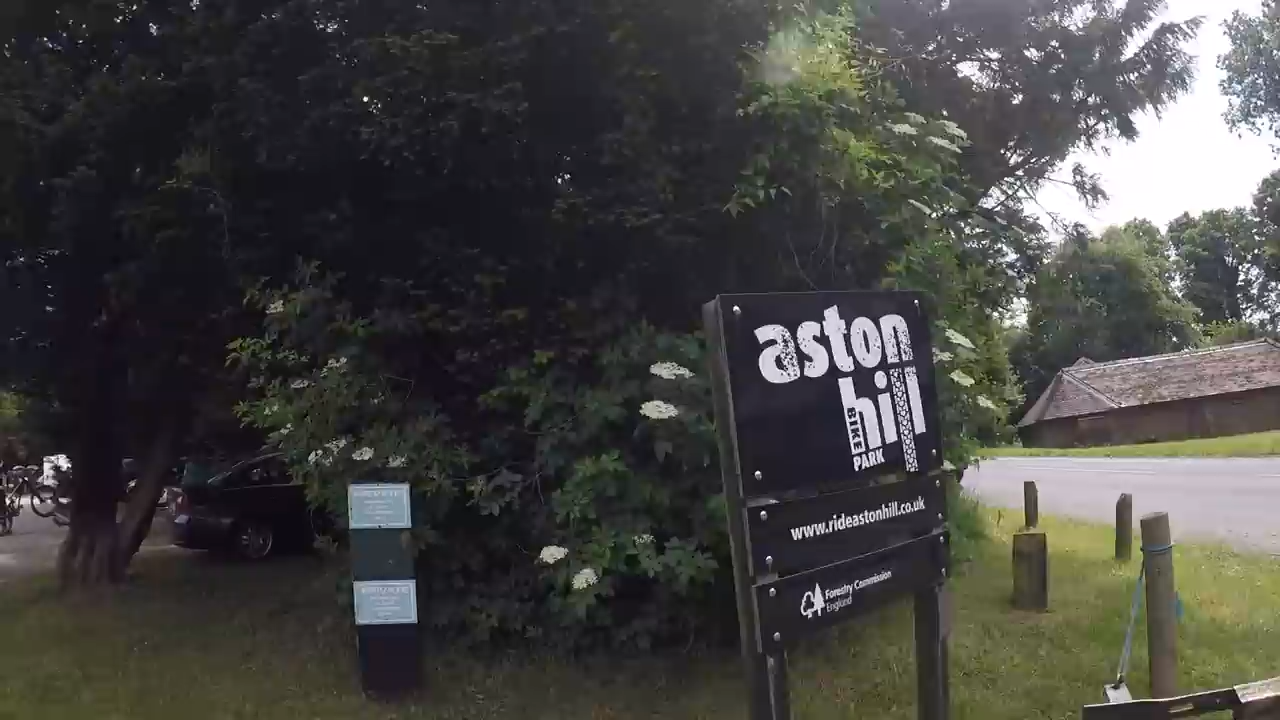 aston
hill
BIKE
PARK
www.rideastonhill.co.uk
Forestry Commission
England